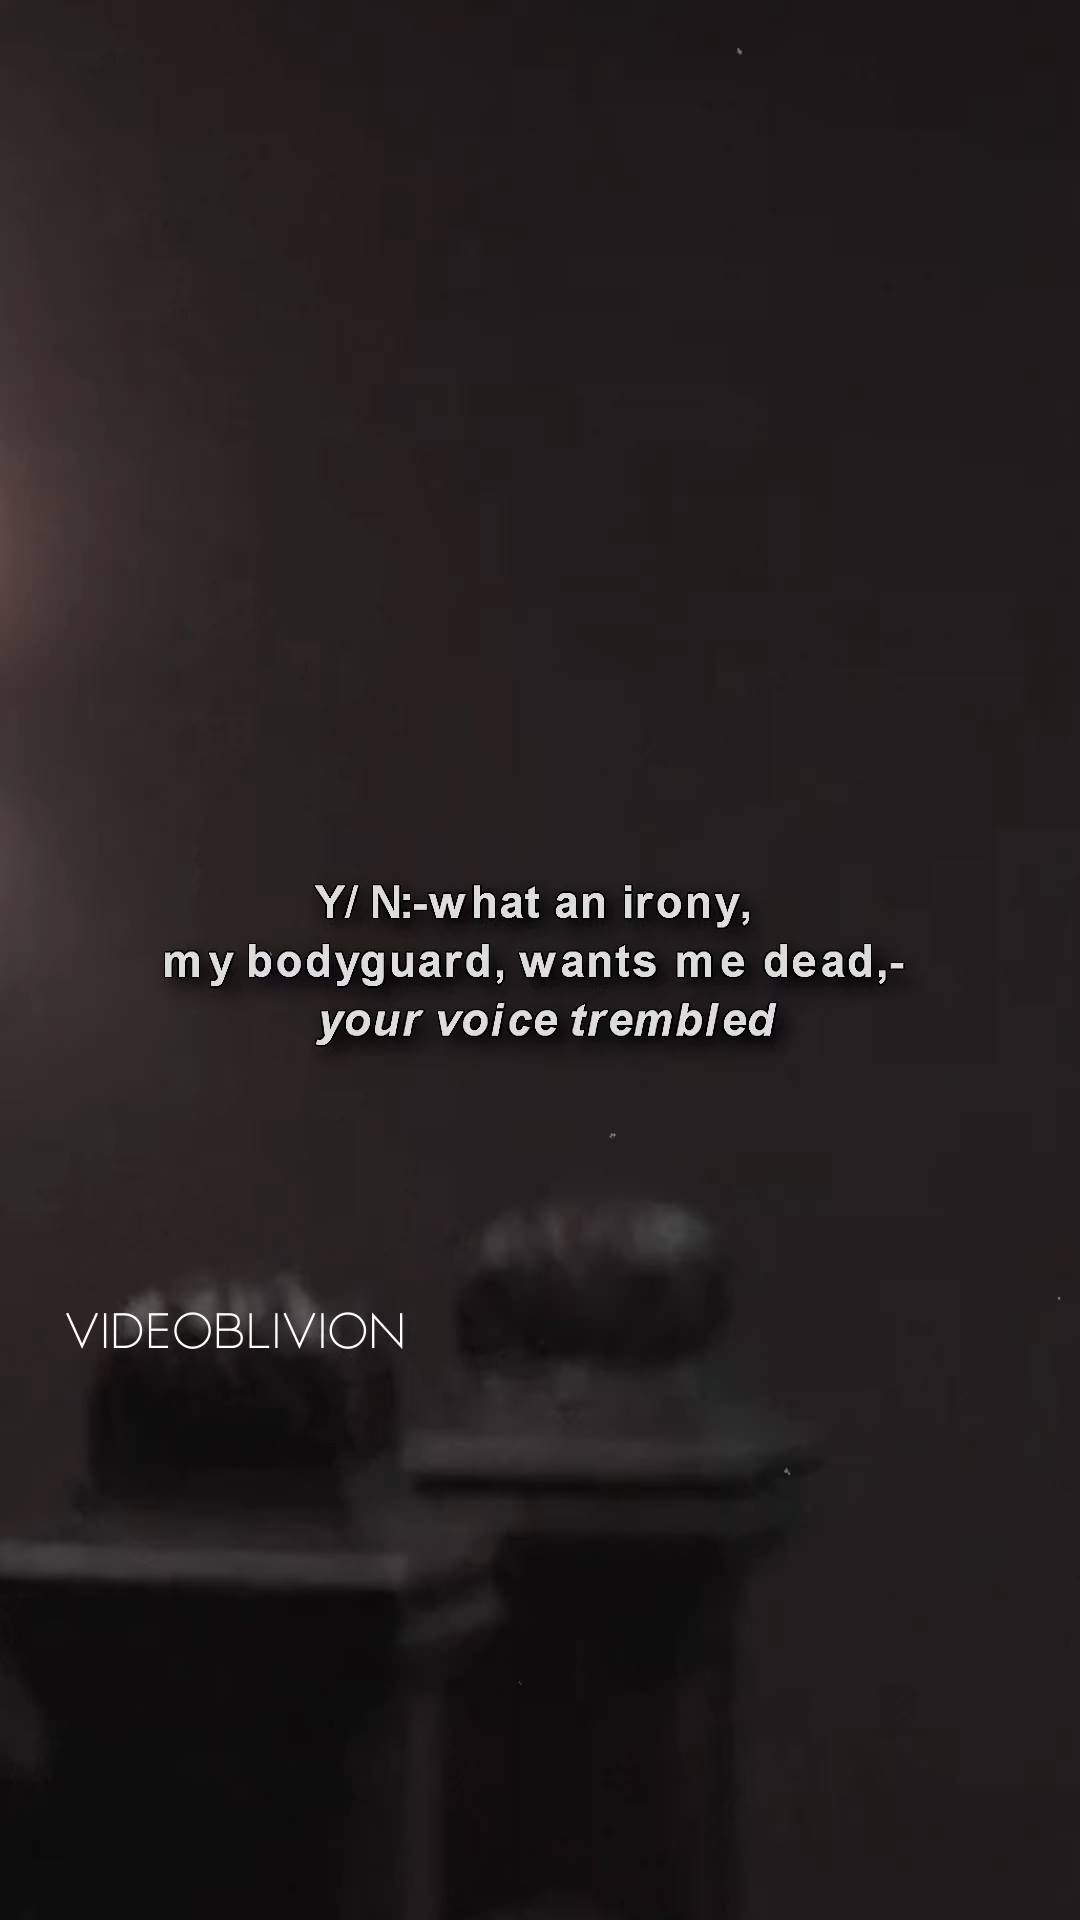 Y/ N:-what an irony,
my bodyguard, wants me dead,-
your voice trembled
VIDEOBLIVION